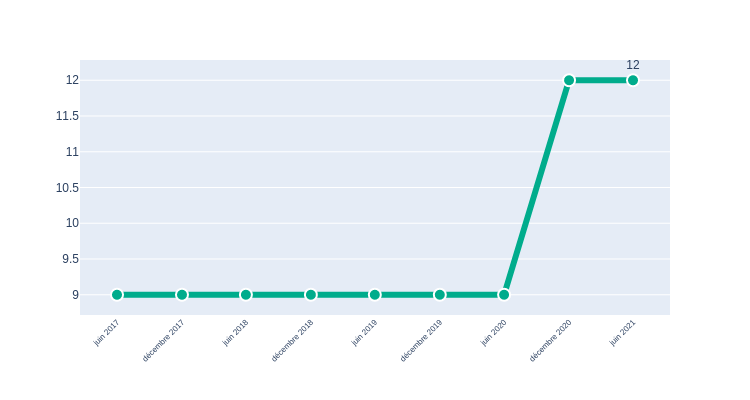 12
12
11.5
11
10.5
10
9.5
9
juin 2017
décembre 2017
juin 2018
décembre 2018
juin 2019
décembre 2019
juin 2020
décembre 2020
juin 2021